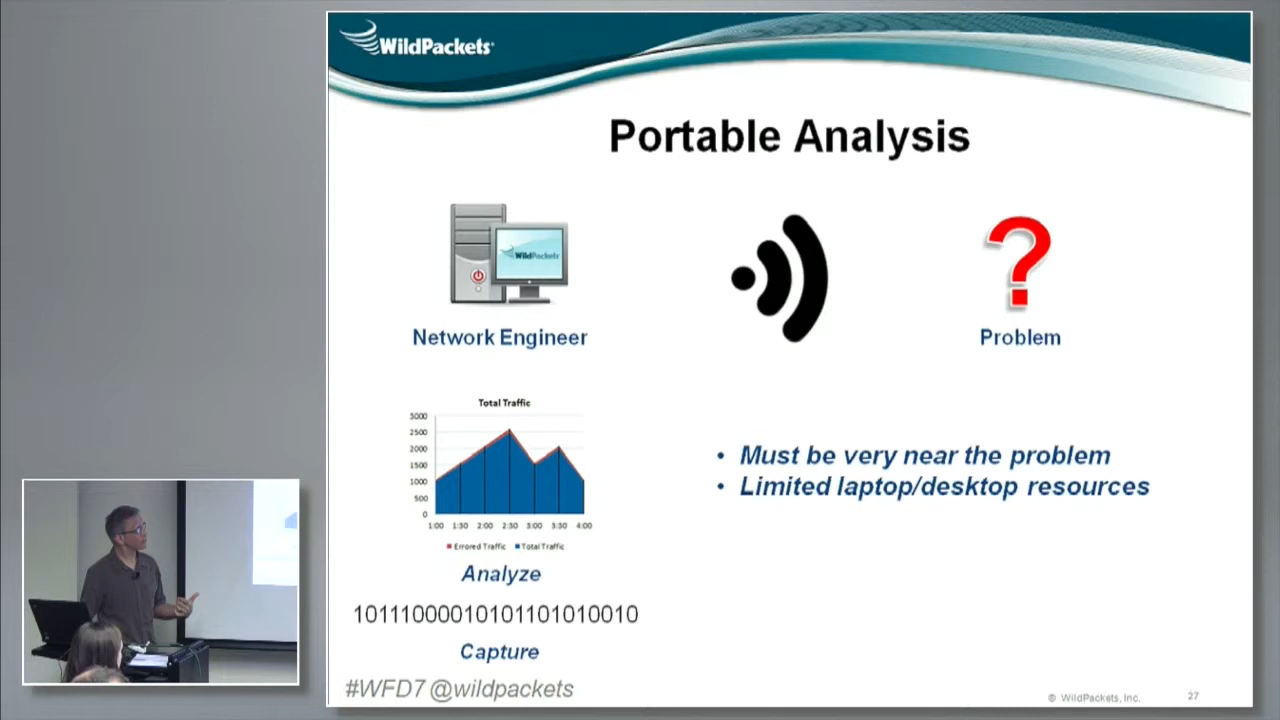 WildPackets
Portable Analysis
WildPackets
Network Engineer
Problem
Total Traffic
3000
2500
2000
1500
1000
500
0
1:00 1:30 2:00 2:30 3:00 3:30 4:00
Errored Traffic Total Traffic
Analyze
10111000010101101010010
Capture
• Must be very near the problem
• Limited laptop/desktop resources
#WFD7 @wildpackets
© WildPackets, Inc.
27